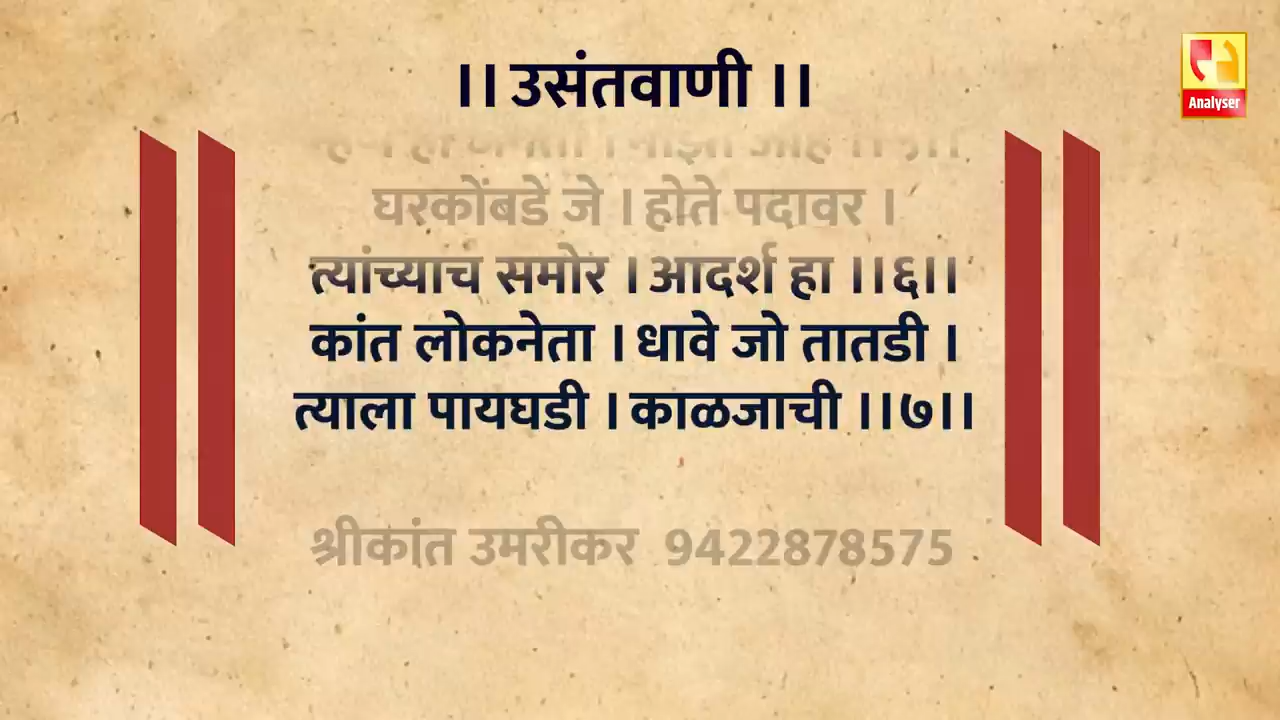 ।। उसंतवाणी ।।
Analyser
घरकोंबडे जे । होते पदावर ।
त्यांच्याच समोर । आदर्श हा ।।६।।
कांत लोकनेता । धावे जो तातडी ।
त्याला पायघडी । काळजाची ।।७।।
श्रीकांत उमरीकर 9422878575